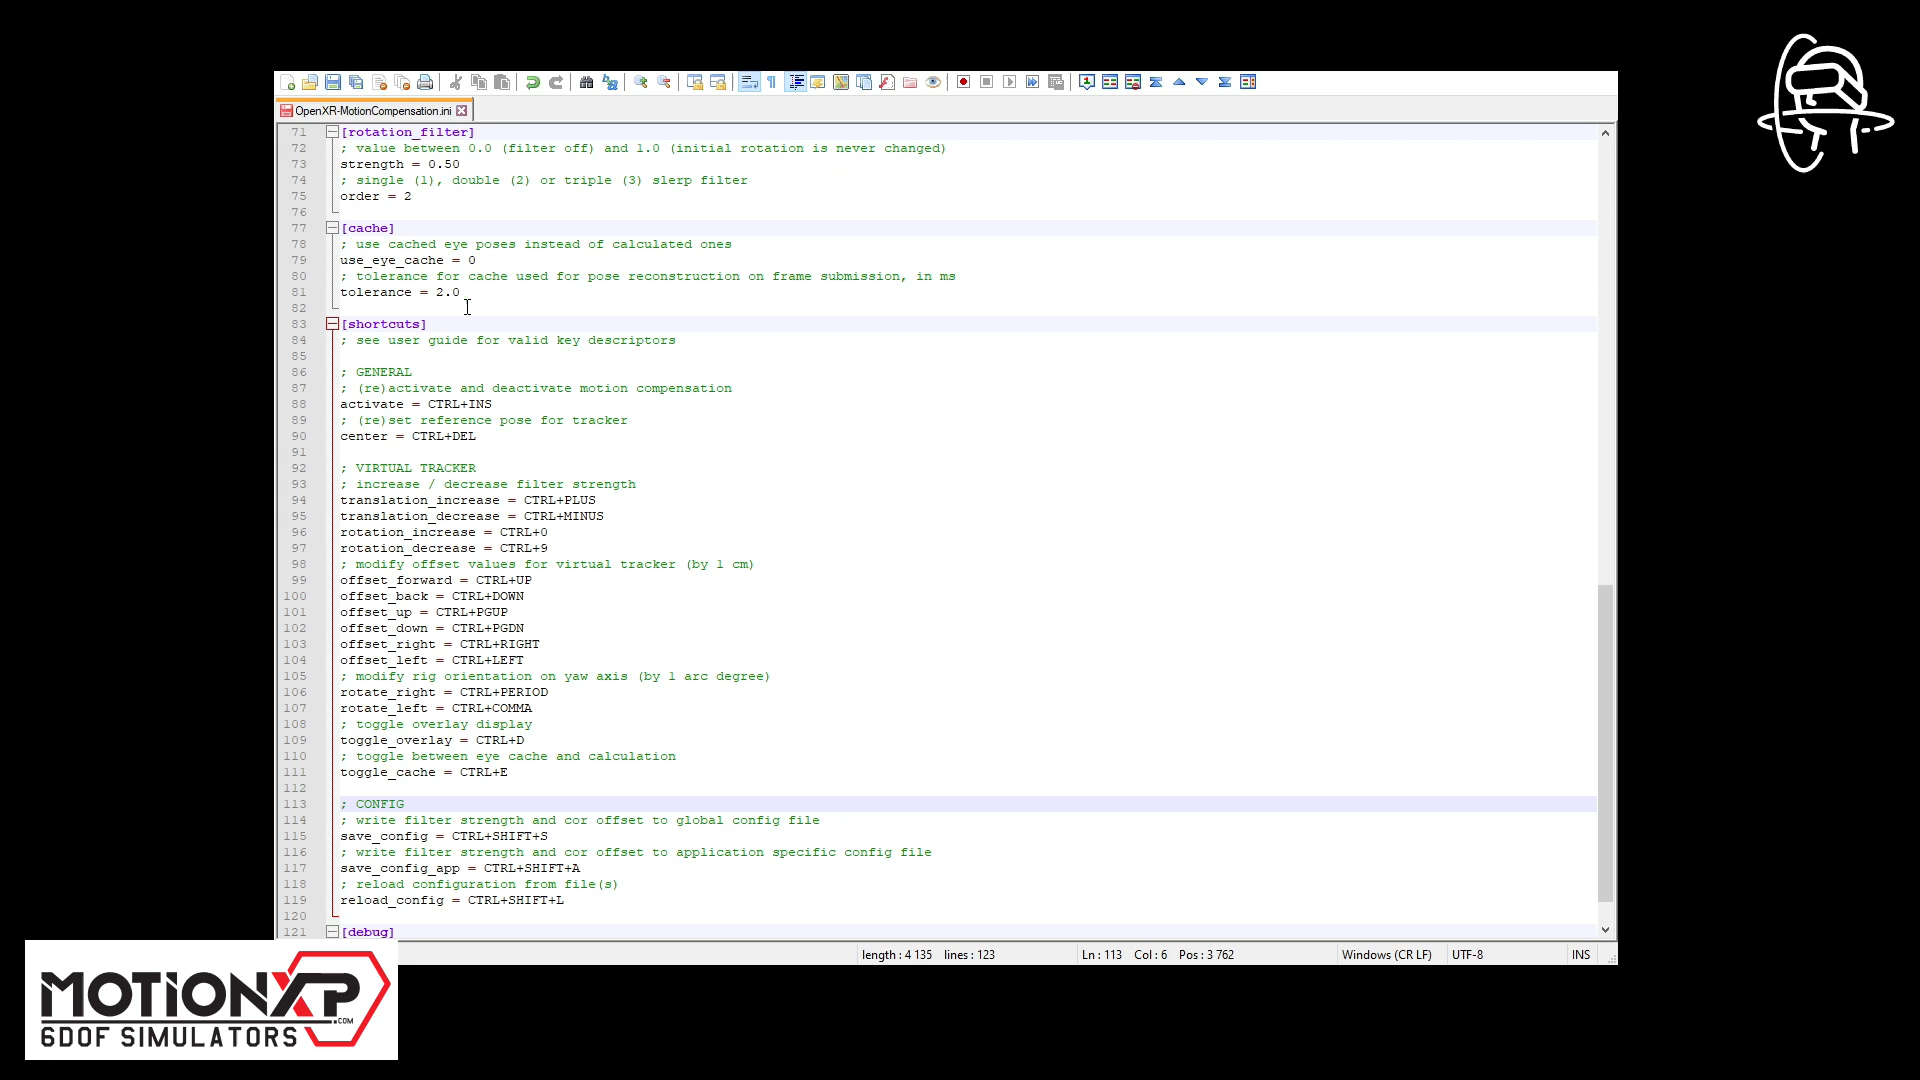 OpenXR-MotionCompensation.ini
71 [rotation_filter]
72 ; value between 0.0 (filter off) and 1.0 (initial rotation is never changed)
73 strength = 0.50
74 ; single (1), double (2) or triple (3) slerp filter
75 order = 2
76
77 [cache]
78 ; use cached eye poses instead of calculated ones
79 use_eye_cache = 0
80 ; tolerance for cache used for pose reconstruction on frame submission, in ms
81 tolerance = 2.0
82
83 [shortcuts]
84 ; see user guide for valid key descriptors
85
86 ; GENERAL
87 ; (re)activate and deactivate motion compensation
88 activate = CTRL+INS
89 ; (re)set reference pose for tracker
90 center = CTRL+DEL
91
92 ; VIRTUAL TRACKER
93 ; increase / decrease filter strength
94 translation_increase = CTRL+PLUS
95 translation_decrease = CTRL+MINUS
96 rotation_increase = CTRL+0
97 rotation_decrease = CTRL+9
98 ; modify offset values for virtual tracker (by 1 cm)
99 offset_forward = CTRL+UP
100 offset_back = CTRL+DOWN
101 offset_up = CTRL+PGUP
102 offset_down = CTRL+PGDN
103 offset_right = CTRL+RIGHT
104 offset_left = CTRL+LEFT
105 ; modify rig orientation on yaw axis (by 1 arc degree)
106 rotate_right = CTRL+PERIOD
107 rotate_left = CTRL+COMMA
108 ; toggle overlay display
109 toggle_overlay = CTRL+D
110 ; toggle between eye cache and calculation
111 toggle_cache = CTRL+E
112
113 ; CONFIG
114 ; write filter strength and cor offset to global config file
115 save_config = CTRL+SHIFT+S
116 ; write filter strength and cor offset to application specific config file
117 save_config_app = CTRL+SHIFT+A
118 ; reload configuration from file(s)
119 reload_config = CTRL+SHIFT+L
120
121 [debug]
length : 4 135 lines : 123 Ln : 113 Col : 6 Pos : 3 762 Windows (CR LF) UTF-8 INS
MOTIONXP
.COM
6DOF SIMULATORS